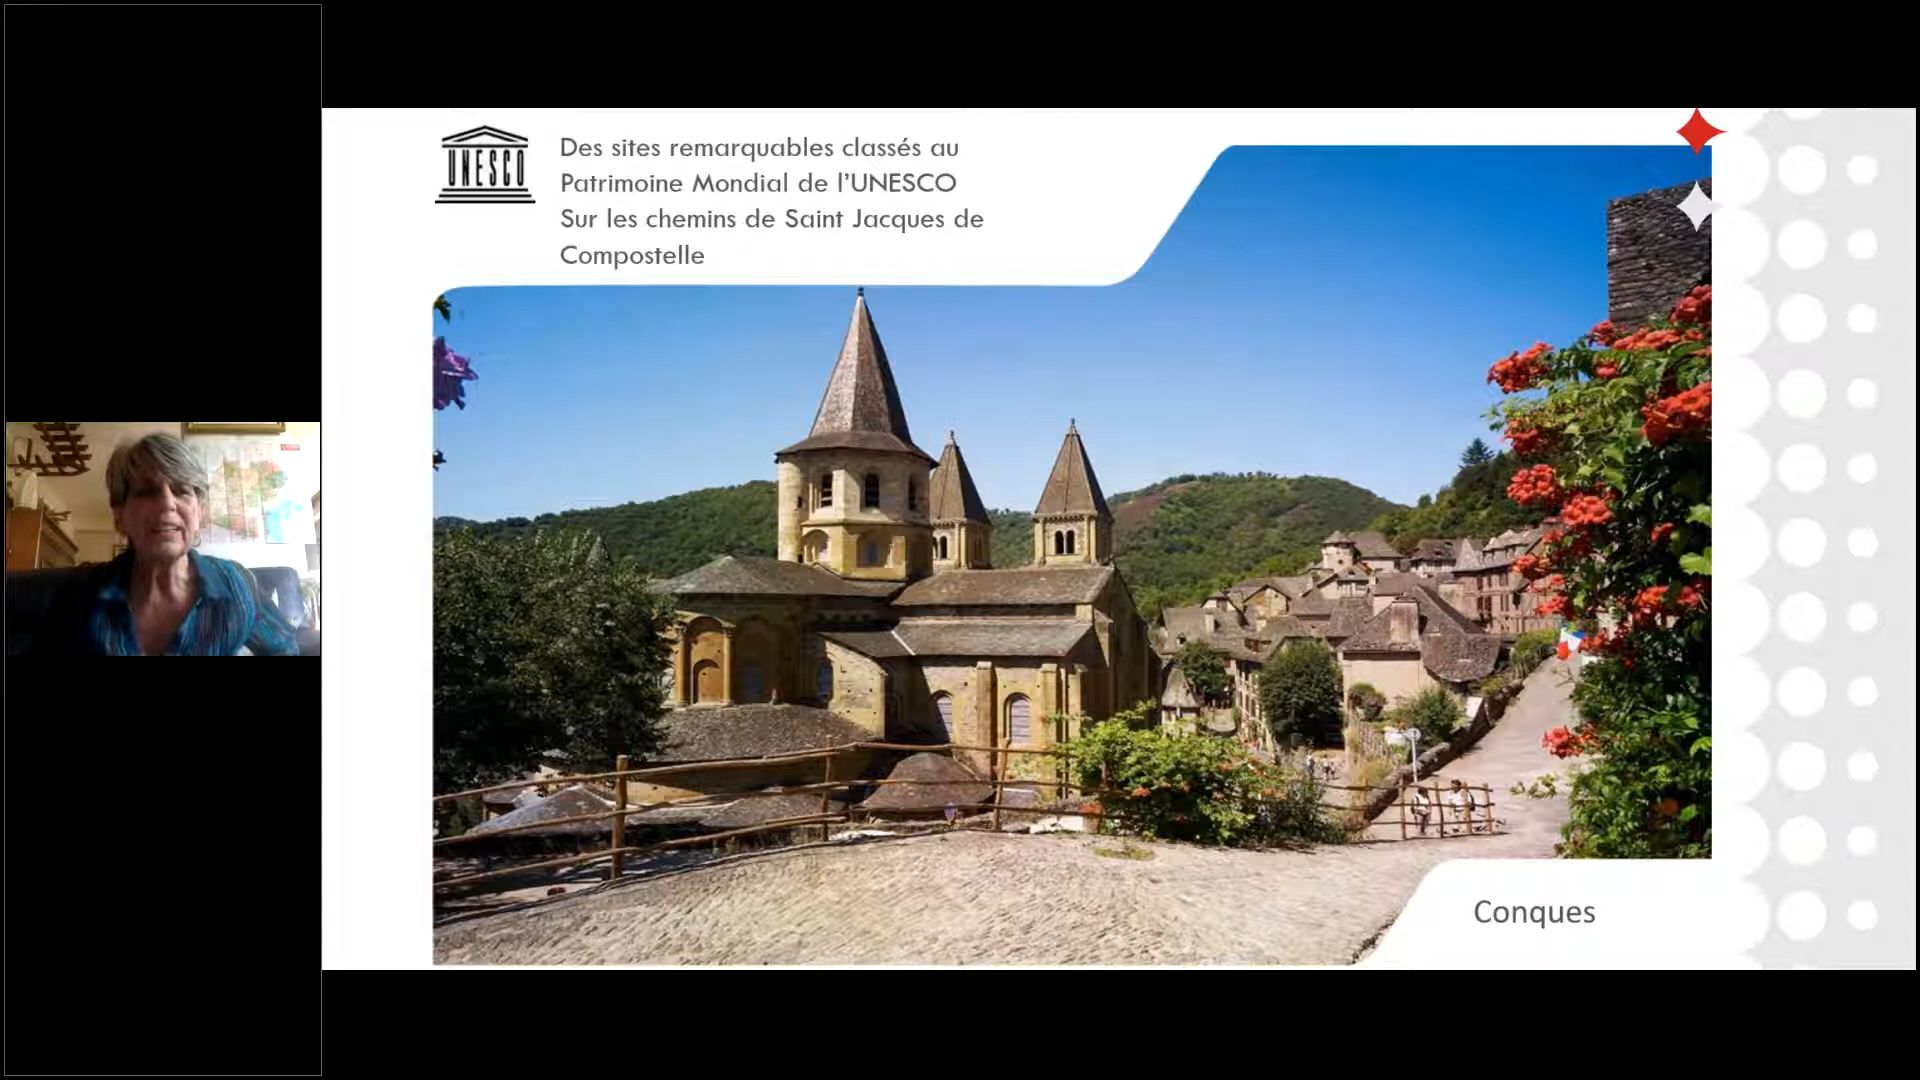 UNESCO
Des sites remarquables classés au
Patrimoine Mondial de l’UNESCO
Sur les chemins de Saint Jacques de
Compostelle
Conques